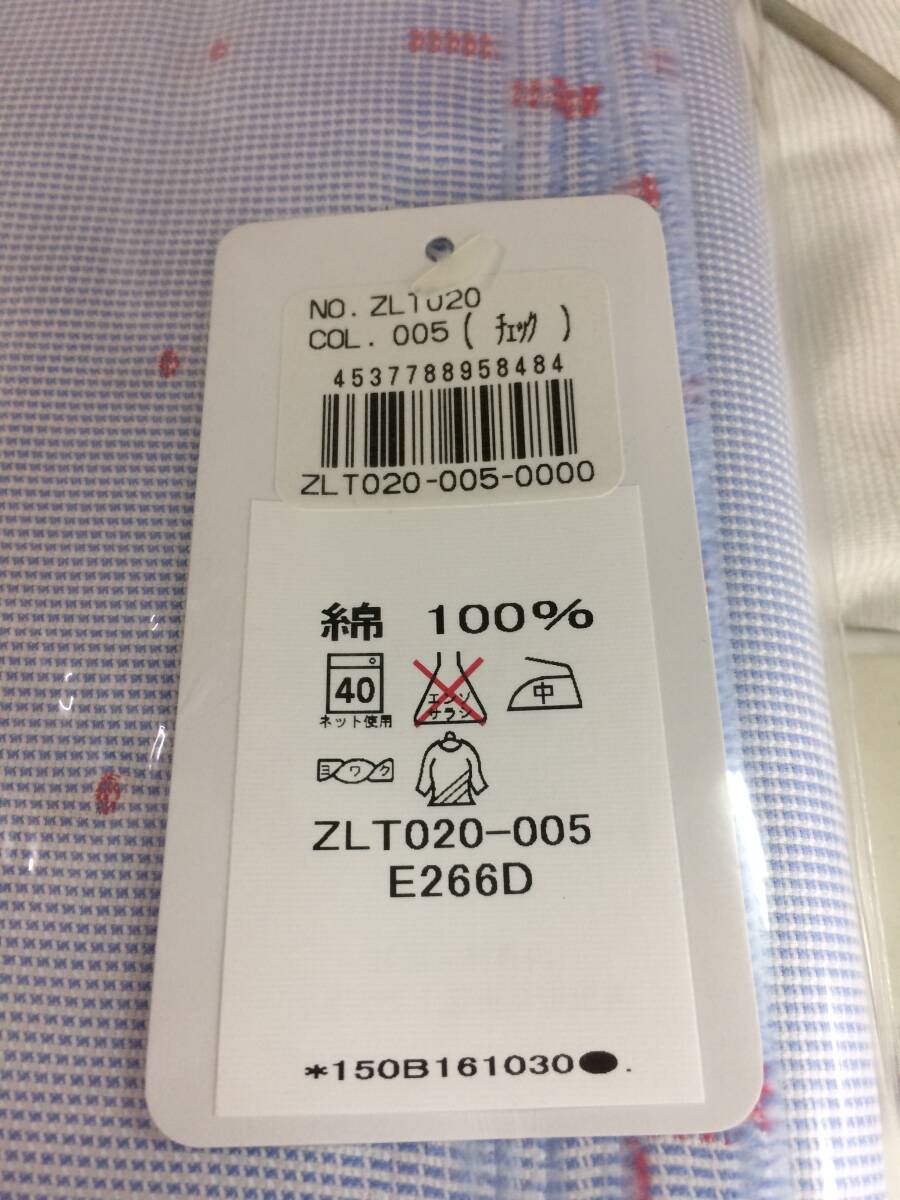 NO. ZLT020
COL. 005 ( ﾁｪｯｸ )
4537788958484
ZLT020-005-0000
綿 100%
40
ネット使用
エンソ
サラシ
中
ヨワク
ZLT020-005
E266D
*150B161030●.